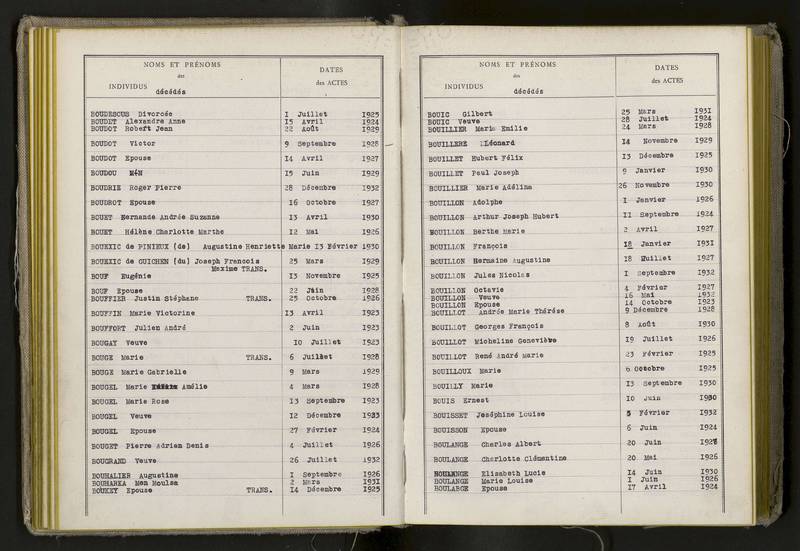 NOMS ET PRÉNOMS
des
INDIVIDUS
décédés
DATES
des ACTES
BOUDESCUS Divorcée 1 Juillet 1925
BOUDET Alexandre Anne 15 Avril 1924
BOUDOT Robert Jean 22 Août 1929
BOUDOT Victor 9 Septembre 1928
BOUDOT Epouse 14 Avril 1927
BOUDOU 15 Juin 1929
BOUDRIE Roger Pierre 28 Décembre 1932
BOUDROT Epouse 16 Octobre 1927
BOUET Hernande Andrée Suzanne 13 Avril 1930
BOUET Hélène Charlotte Marthe 12 Mai 1926
BOUEXIC de PINIEUX (de) Augustine Henriette Marie 13 Février 1930
BOUEXIC de GUICHEN (du) Joseph Francois 25 Mars 1929
Maxime TRANS.
BOUF Eugénie 13 Novembre 1925
BOUF Epouse 22 Juin 1928
BOUFFIER Justin Stéphane TRANS. 25 Octobre 1926
BOUFFIN Marie Victorine 13 Avril 1923
BOUFFORT Julien André 2 Juin 1923
BOUGAY Veuve 10 Juillet 1923
BOUGE Marie TRANS. 6 Juillet 1928
BOUGE Marie Gabrielle 9 Mars 1929
BOUGEL Marie Amélie 4 Mars 1928
BOUGEL Marie Rose 13 Septembre 1923
BOUGEL Veuve 12 Décembre 1923
BOUGEL Epouse 27 Février 1924
BOUGET Pierre Adrien Denis 4 Juillet 1926
BOUGRAND Veuve 26 Juillet 1932
BOUHALIER Augustine 1 Septembre 1926
BOUHARKA Men Moulsa 2 Mars 1931
BOUKEY Epouse TRANS. 14 Décembre 1925
NOMS ET PRÉNOMS
des
INDIVIDUS
décédés
DATES
des ACTES
BOUIC Gilbert 25 Mars 1931
BOUIC Veuve 28 Juillet 1924
BOUILLIER Marie Emilie 24 Mars 1928
BOUILLERE Léonard 14 Novembre 1929
BOUILLET Hubert Félix 13 Décembre 1925
BOUILLET Paul Joseph 9 Janvier 1930
BOUILLIER Marie Adéline 26 Novembre 1930
BOUILLON Adolphe 1 Janvier 1926
BOUILLON Arthur Joseph Hubert 11 Septembre 1924
BOUILLON Berthe Marie 2 Avril 1927
BOUILLON François 18 Janvier 1931
BOUILLON Hermaine Augustine 18 Juillet 1927
BOUILLON Jules Nicolas 1 Septembre 1932
BOUILLON Octavie 4 Février 1927
BOUILLON Veuve 16 Mai 1932
BOUILLON Epouse 14 Octobre 1923
BOUILLOT Andrée Marie Thérése 9 Décembre 1928
BOUILLOT Georges François 8 Août 1930
BOUILLOT Micheline Geneviève 19 Juillet 1926
BOUILLOT René André Marie 23 Février 1925
BOUILLOUX Marie 6 Octobre 1925
BOUILLY Marie 13 Septembre 1930
BOUIS Ernest 10 Juin 1930
BOUISSET Joséphine Louise 5 Février 1932
BOUISSON Epouse 6 Juin 1924
BOULANGE Charles Albert 20 Juin
BOULANGE Charlotte Clémentine 20 Mai 1926
Elisabeth Lucie 14 Juin 1930
BOULANGE Marie Louise 1 Juin 1926
BOULABGE Epouse 17 Avril 1924